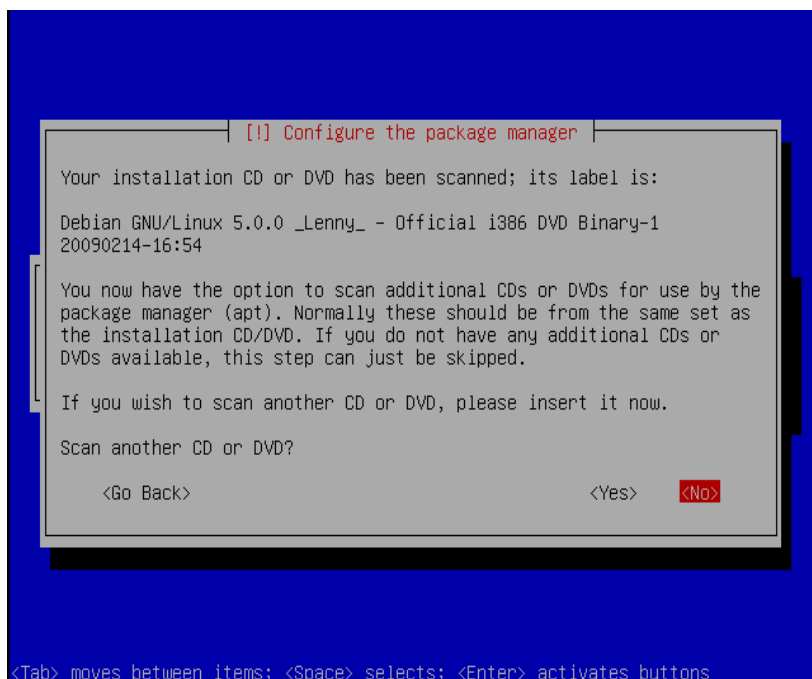 [!] Configure the package manager
Your installation CD or DVD has been scanned; its label is:
Debian GNU/Linux 5.0.0 _Lenny_ - Official i386 DVD Binary-1
20090214-16:54
You now have the option to scan additional CDs or DVDs for use by the
package manager (apt). Normally these should be from the same set as
the installation CD/DVD. If you do not have any additional CDs or
DVDs available, this step can just be skipped.
If you wish to scan another CD or DVD, please insert it now.
Scan another CD or DVD?
<Go Back> <Yes> <No>
<Tab> moves between items; <Space> selects; <Enter> activates buttons